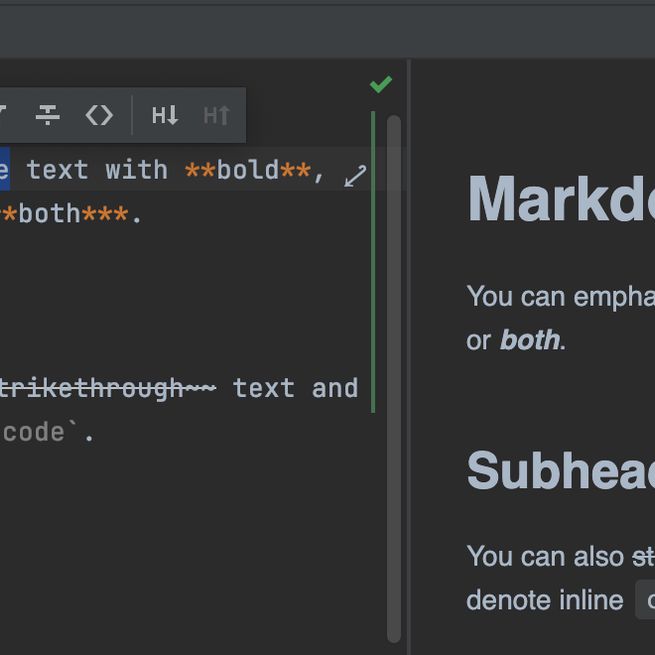 H↓ H↑
e text with **bold**,
*both***.
trikethrough~~ text and
code`.
Markdo
You can empha
or both.
Subhead
You can also st
denote inline